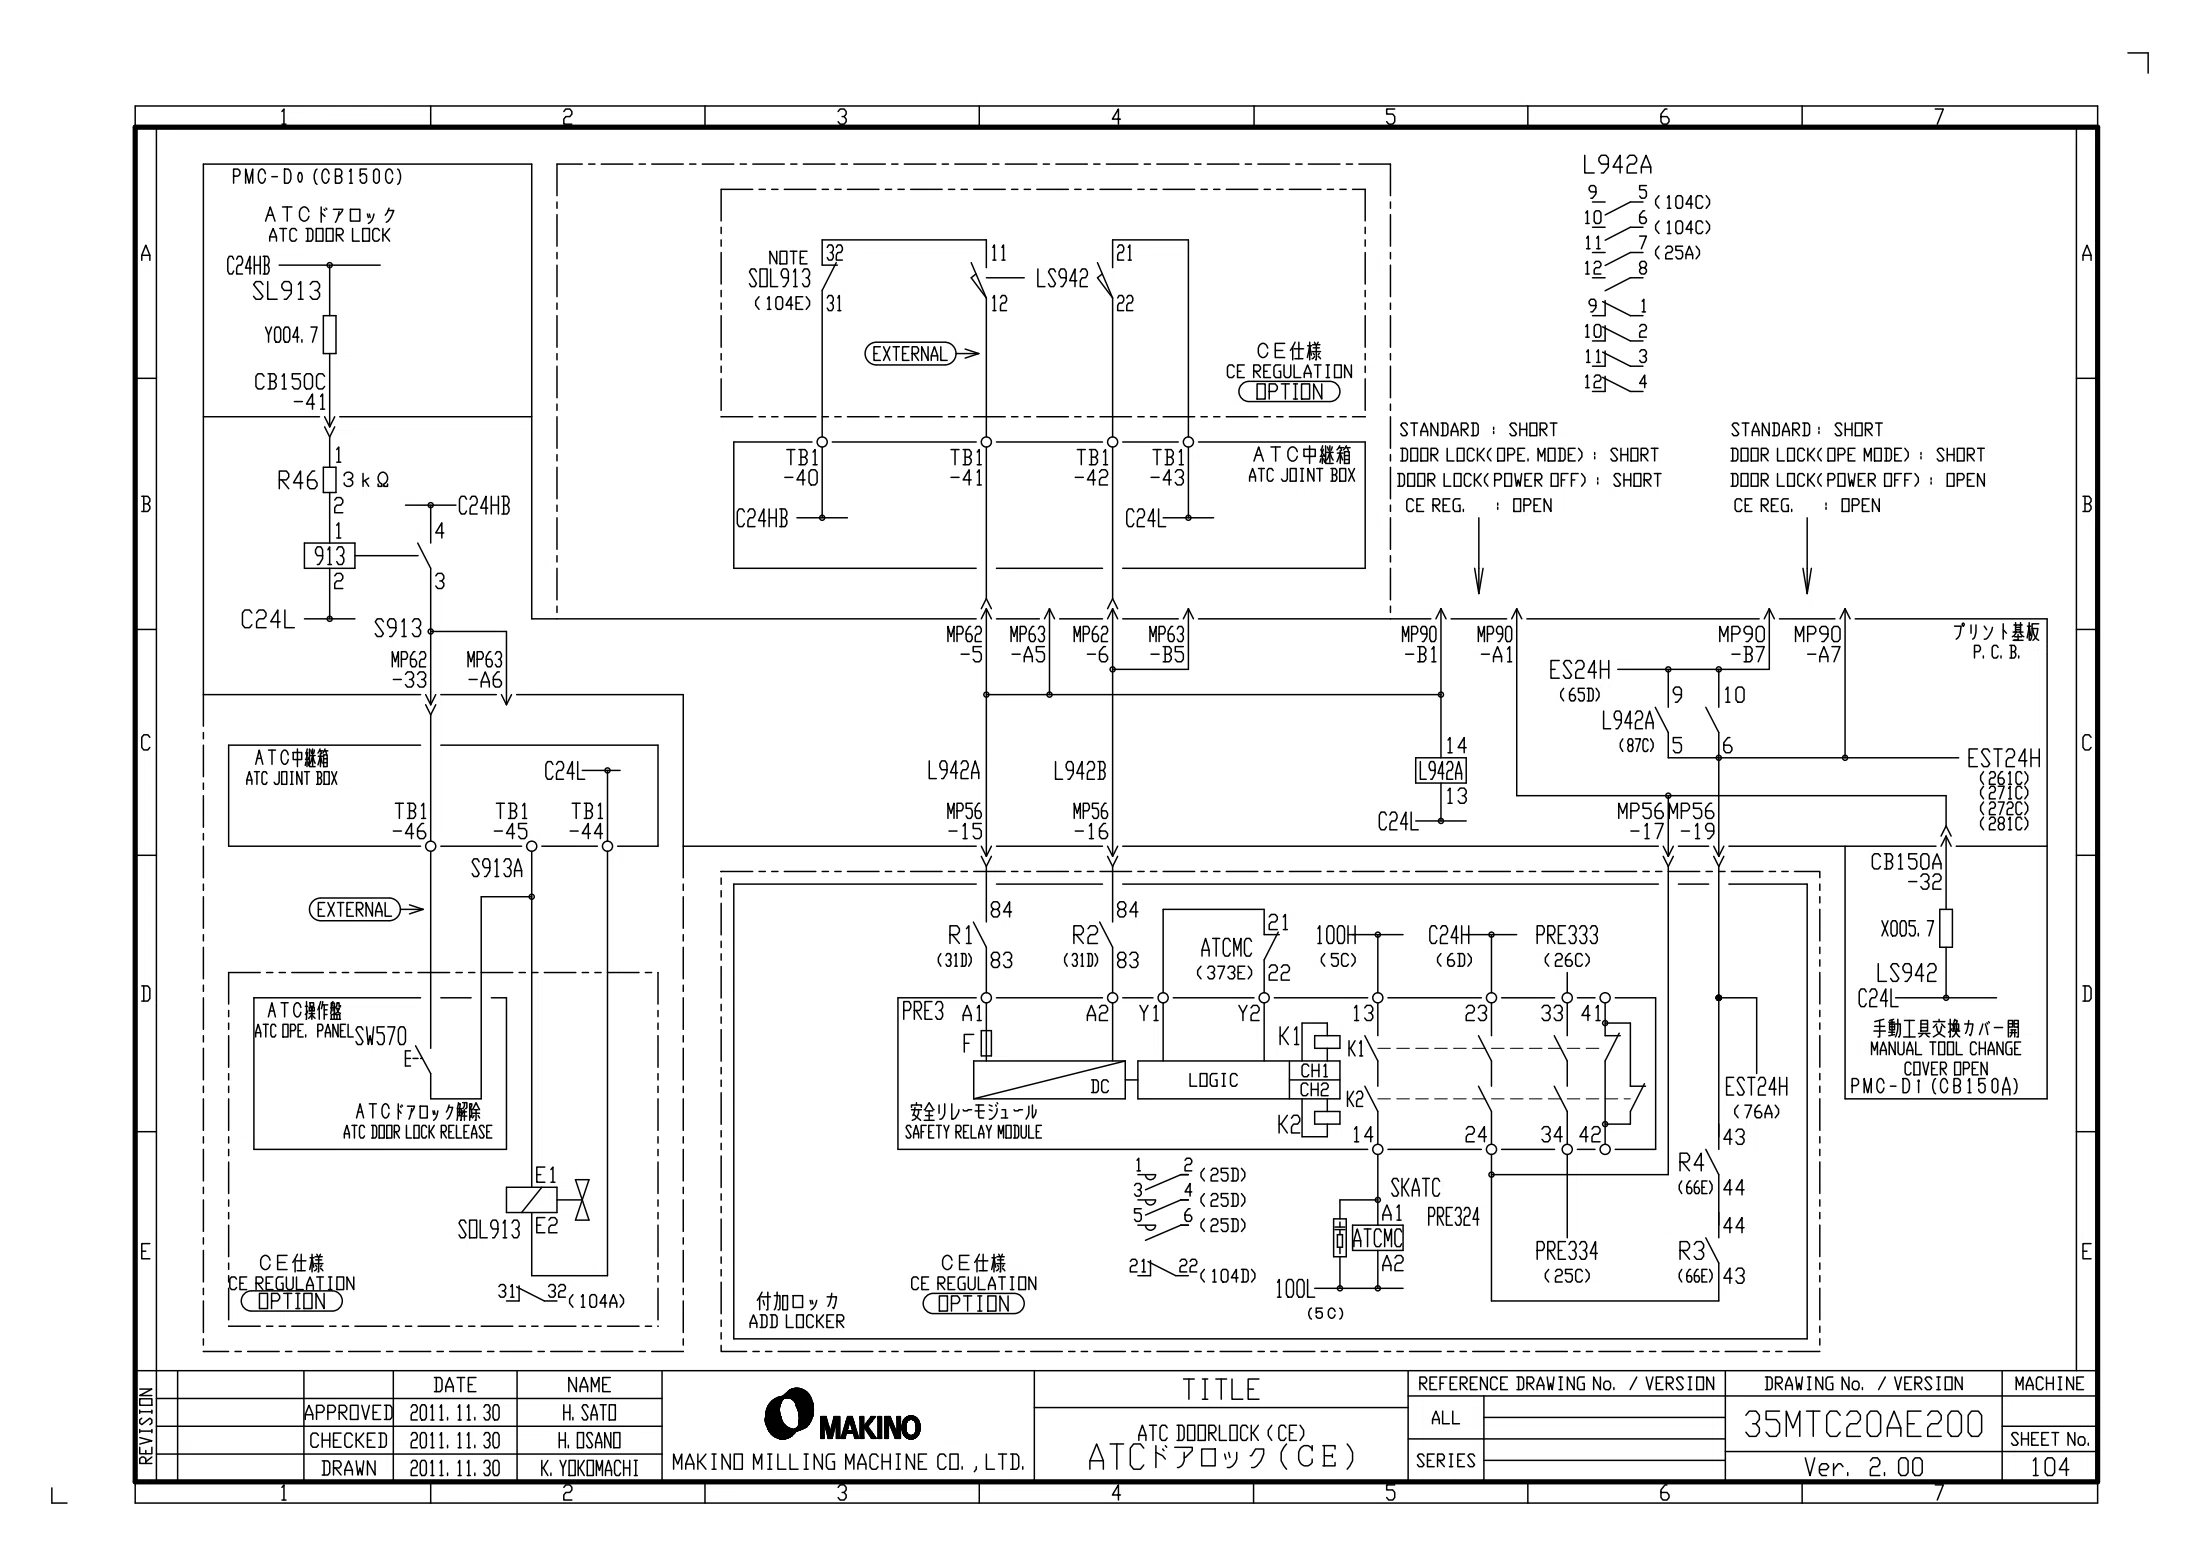 1 2 3 4 5 6 7
A
B
C
D
E
PMC-Do (CB150C)
ATCドアロック
ATC DOOR LOCK
C24HB
SL913
Y004.7
CB150C
-41
1
R46 3kΩ
2
C24HB
1
4
913
2
3
C24L
S913
MP62
-33
MP63
-A6
ATC中継箱
ATC JOINT BOX
C24L
TB1
-46
TB1
-45
TB1
-44
S913A
EXTERNAL
ATC操作盤
ATC OPE. PANEL
SW570
E
ATCドアロック解除
ATC DOOR LOCK RELEASE
E1
SOL913
E2
CE仕様
CE REGULATION
OPTION
31 32 (104A)
NOTE
SOL913
(104E)
32
31
11
12
LS942
21
22
EXTERNAL
CE仕様
CE REGULATION
OPTION
TB1
-40
TB1
-41
TB1
-42
TB1
-43
ATC中継箱
ATC JOINT BOX
C24HB
C24L
L942A
9 5 (104C)
10 6 (104C)
11 7 (25A)
12 8
9 1
10 2
11 3
12 4
STANDARD : SHORT
DOOR LOCK(OPE. MODE) : SHORT
DOOR LOCK(POWER OFF) : SHORT
CE REG. : OPEN
STANDARD : SHORT
DOOR LOCK(OPE MODE) : SHORT
DOOR LOCK(POWER OFF) : OPEN
CE REG. : OPEN
MP62
-5
MP63
-A5
MP62
-6
MP63
-B5
MP90
-B1
MP90
-A1
MP90
-B7
MP90
-A7
プリント基板
P.C.B.
ES24H
(65D)
9 10
L942A
(87C)
5 6
EST24H
(261C)
(271C)
(272C)
(281C)
L942A
L942B
14
L942A
13
C24L
MP56
-15
MP56
-16
MP56
-17
MP56
-19
CB150A
-32
X005.7
LS942
C24L
手動工具交換カバー開
MANUAL TOOL CHANGE
COVER OPEN
PMC-Di (CB150A)
84
R1
(31D)
83
84
R2
(31D)
83
21
ATCMC
(373E)
22
100H
(5C)
C24H
(6D)
PRE333
(26C)
PRE3
A1 A2 Y1 Y2 13 23 33 41
F
K1
K1
DC
LOGIC
CH1
CH2
K2
K2
安全リレーモジュール
SAFETY RELAY MODULE
14 24 34 42
EST24H
(76A)
43
R4
(66E)
44
44
R3
(66E)
43
1 2 (25D)
3 4 (25D)
5 6 (25D)
21 22 (104D)
SKATC
A1
PRE324
ATCMC
A2
100L
(5C)
PRE334
(25C)
CE仕様
CE REGULATION
OPTION
付加ロッカ
ADD LOCKER
A
B
C
D
E
REVISION
DATE NAME
APPROVED 2011.11.30 H. SATO
CHECKED 2011.11.30 H. OSANO
DRAWN 2011.11.30 K. YOKOMACHI
MAKINO
MAKINO MILLING MACHINE CO.,LTD.
TITLE
ATC DOORLOCK (CE)
ATCドアロック(CE)
REFERENCE DRAWING No. / VERSION
ALL
SERIES
DRAWING No. / VERSION
35MTC20AE200
Ver. 2.00
MACHINE
SHEET No.
104
1 2 3 4 5 6 7